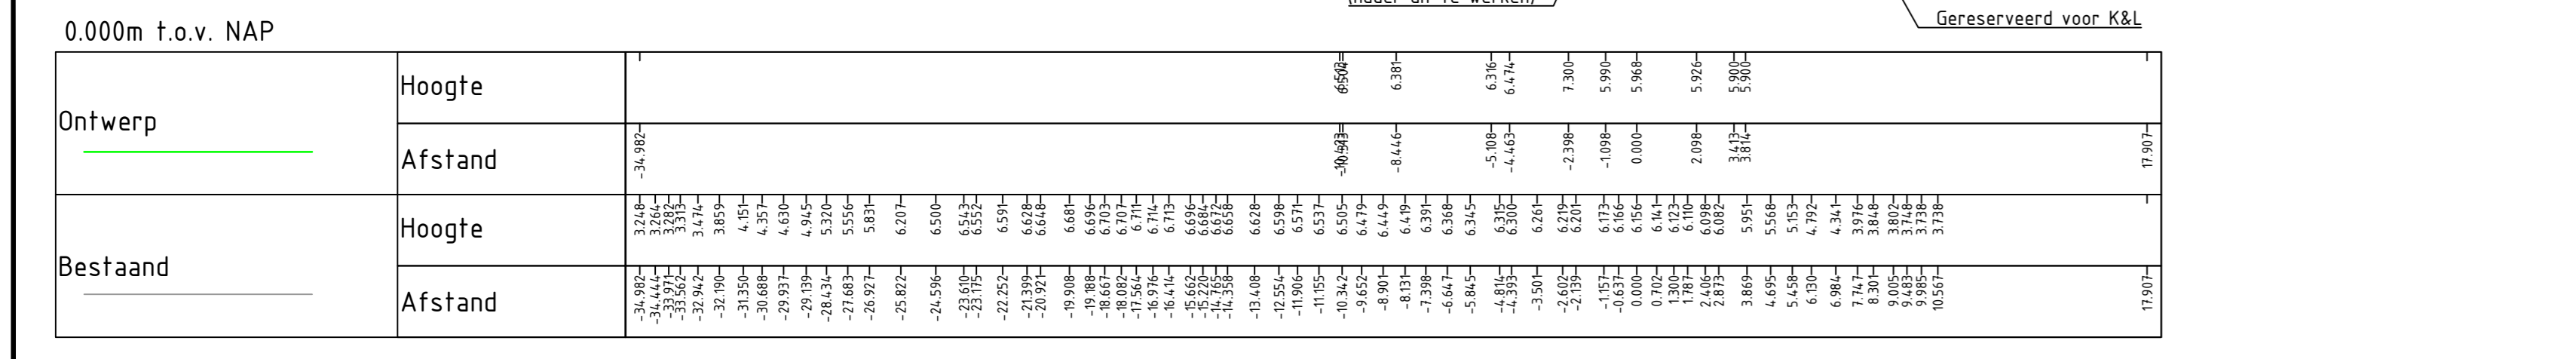 Gereserveerd voor K&L
0.000m t.o.v. NAP
Ontwerp
Hoogte
6.381 6.316 6.474 7.300 5.990 5.968 5.926 5.900 5.900
Afstand
-34.982 -8.446 -5.108 -4.463 -2.398 -1.098 0.000 2.098 3.413 3.814 17.907
Bestaand
Hoogte
3.248 3.264 3.282 3.313 3.474 3.859 4.151 4.357 4.630 4.945 5.320 5.556 5.831 6.207 6.500 6.543 6.552 6.591 6.628 6.648 6.681 6.696 6.703 6.707 6.711 6.714 6.713 6.696 6.684 6.672 6.658 6.628 6.598 6.571 6.537 6.505 6.479 6.449 6.419 6.391 6.368 6.345 6.315 6.300 6.261 6.219 6.201 6.173 6.166 6.156 6.141 6.123 6.110 6.098 6.082 5.951 5.568 5.153 4.792 4.341 3.976 3.848 3.802 3.748 3.738 3.738
Afstand
-34.982 -34.444 -33.971 -33.562 -32.942 -32.190 -31.350 -30.688 -29.937 -29.139 -28.434 -27.683 -26.927 -25.822 -24.596 -23.610 -23.175 -22.252 -21.399 -20.921 -19.908 -19.188 -18.667 -18.082 -17.564 -16.976 -16.414 -15.662 -15.220 -14.765 -14.358 -13.408 -12.554 -11.906 -11.155 -10.342 -9.652 -8.901 -8.131 -7.398 -6.647 -5.845 -4.814 -4.393 -3.501 -2.602 -2.139 -1.157 -0.637 0.000 0.702 1.300 1.787 2.406 2.873 3.869 4.695 5.458 6.130 6.984 7.747 8.301 9.005 9.483 9.985 10.567 17.907